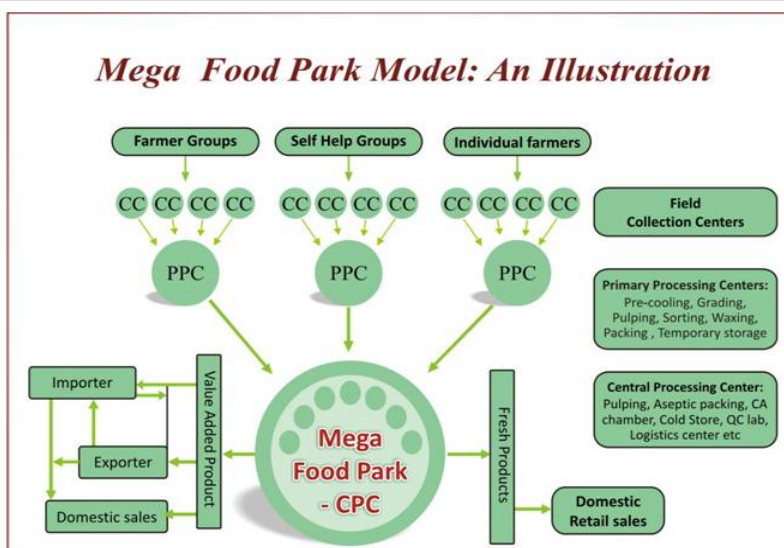 Mega Food Park Model: An Illustration
Farmer Groups
Self Help Groups
Individual farmers
CC CC CC CC
CC CC CC CC
CC CC CC CC
Field
Collection Centers
PPC
PPC
PPC
Primary Processing Centers:
Pre-cooling, Grading,
Pulping, Sorting, Waxing,
Packing , Temporary storage
Importer
Exporter
Domestic sales
Value Added Product
Mega
Food Park
- CPC
Fresh Products
Central Processing Center:
Pulping, Aseptic packing, CA
chamber, Cold Store, QC lab,
Logistics center etc
Domestic
Retail sales